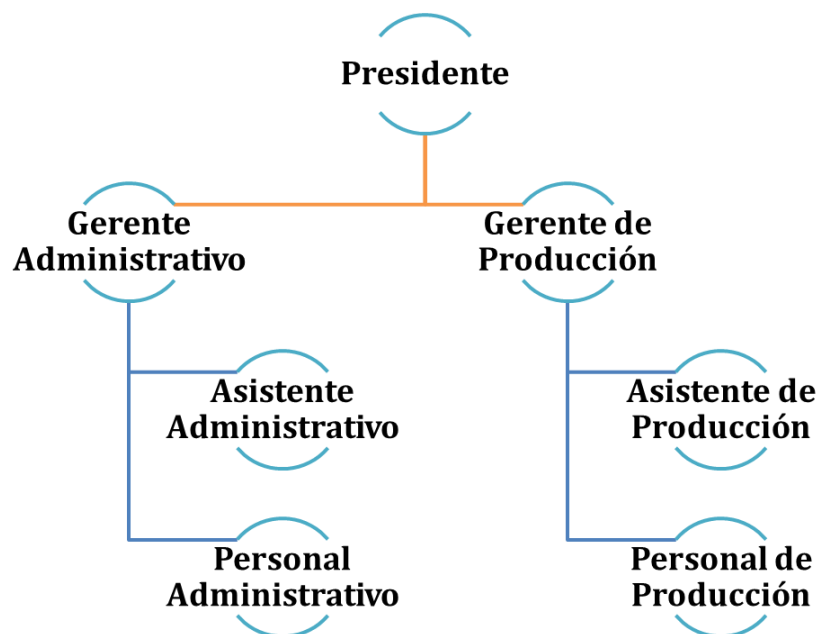 Presidente
Gerente
Administrativo
Gerente de
Producción
Asistente
Administrativo
Asistente de
Producción
Personal
Administrativo
Personal de
Producción